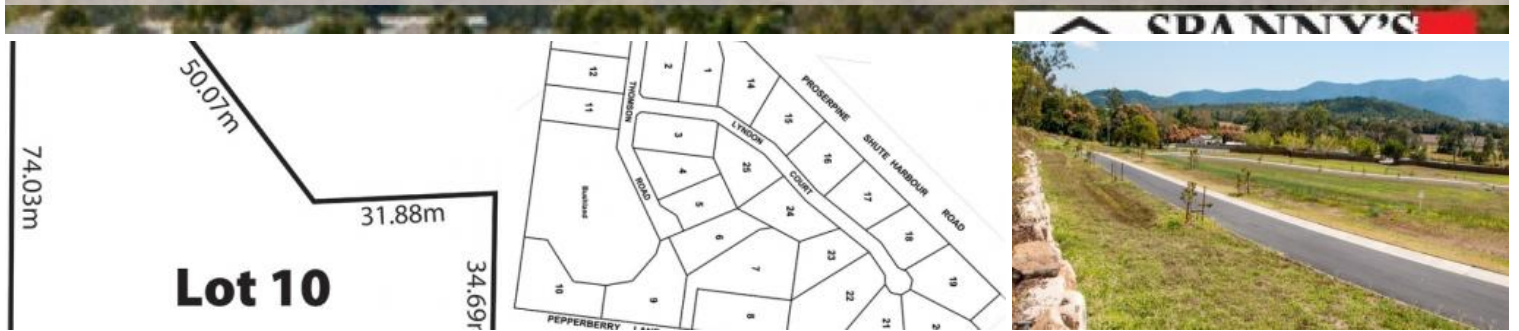 SPANNY'S
50.07m
74.03m
31.88m
Lot 10
34.69
12
11
2
1
14
15
16
17
18
19
THOMSON
ROAD
LYNDON
COURT
PROSERPINE SHUTE HARBOUR ROAD
3
4
5
6
7
8
9
10
25
24
23
22
21
Bushland
PEPPERBERRY